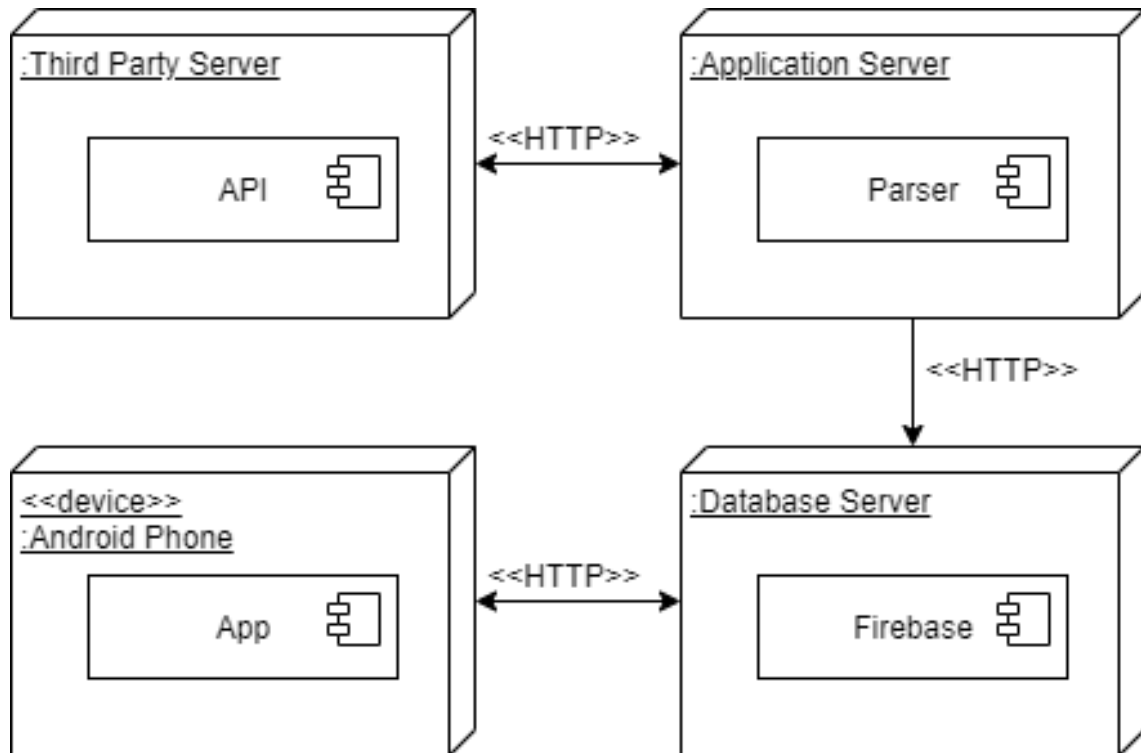 :Third Party Server
:Application Server
<<HTTP>>
API
Parser
<<HTTP>>
<<device>>
:Android Phone
:Database Server
<<HTTP>>
App
Firebase